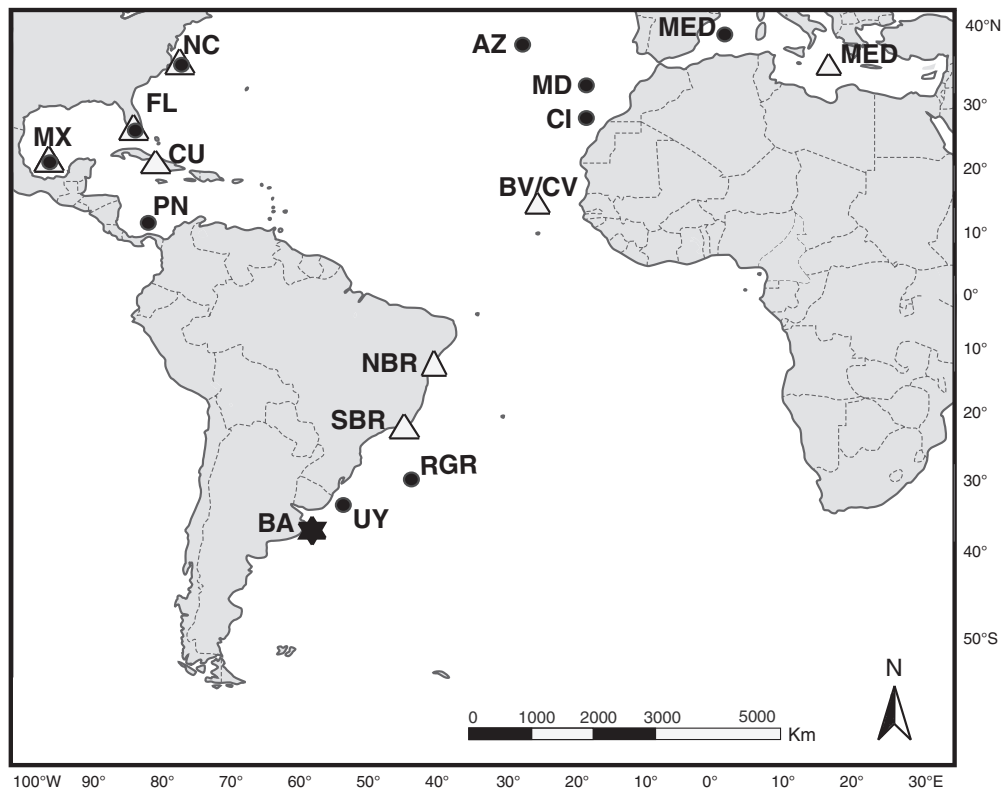 40°N
NC
AZ
MED
MED
MD
CI
FL
30°
MX
CU
20°
BV/CV
PN
10°
0°
NBR
10°
SBR
20°
RGR
30°
BA
UY
40°
50°S
N
0 1000 2000 3000 5000
Km
100°W 90° 80° 70° 60° 50° 40° 30° 20° 10° 0° 10° 20° 30°E